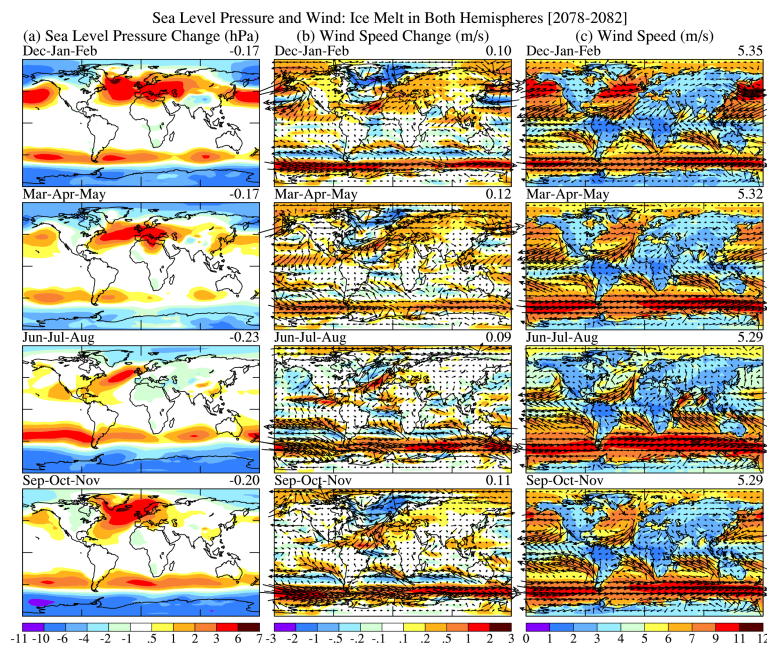 Sea Level Pressure and Wind: Ice Melt in Both Hemispheres [2078-2082]
(a) Sea Level Pressure Change (hPa) (b) Wind Speed Change (m/s) (c) Wind Speed (m/s)
Dec-Jan-Feb -0.17 Dec-Jan-Feb 0.10 Dec-Jan-Feb 5.35
Mar-Apr-May -0.17 Mar-Apr-May 0.12 Mar-Apr-May 5.32
Jun-Jul-Aug -0.23 Jun-Jul-Aug 0.09 Jun-Jul-Aug 5.29
Sep-Oct-Nov -0.20 Sep-Oct-Nov 0.11 Sep-Oct-Nov 5.29
-11 -10 -6 -4 -2 -1 .5 1 2 3 6 7 -3 -2 -1 -.5 -.2 -.1 .1 .2 .5 1 2 3 0 1 4 5 6 7 9 11 12